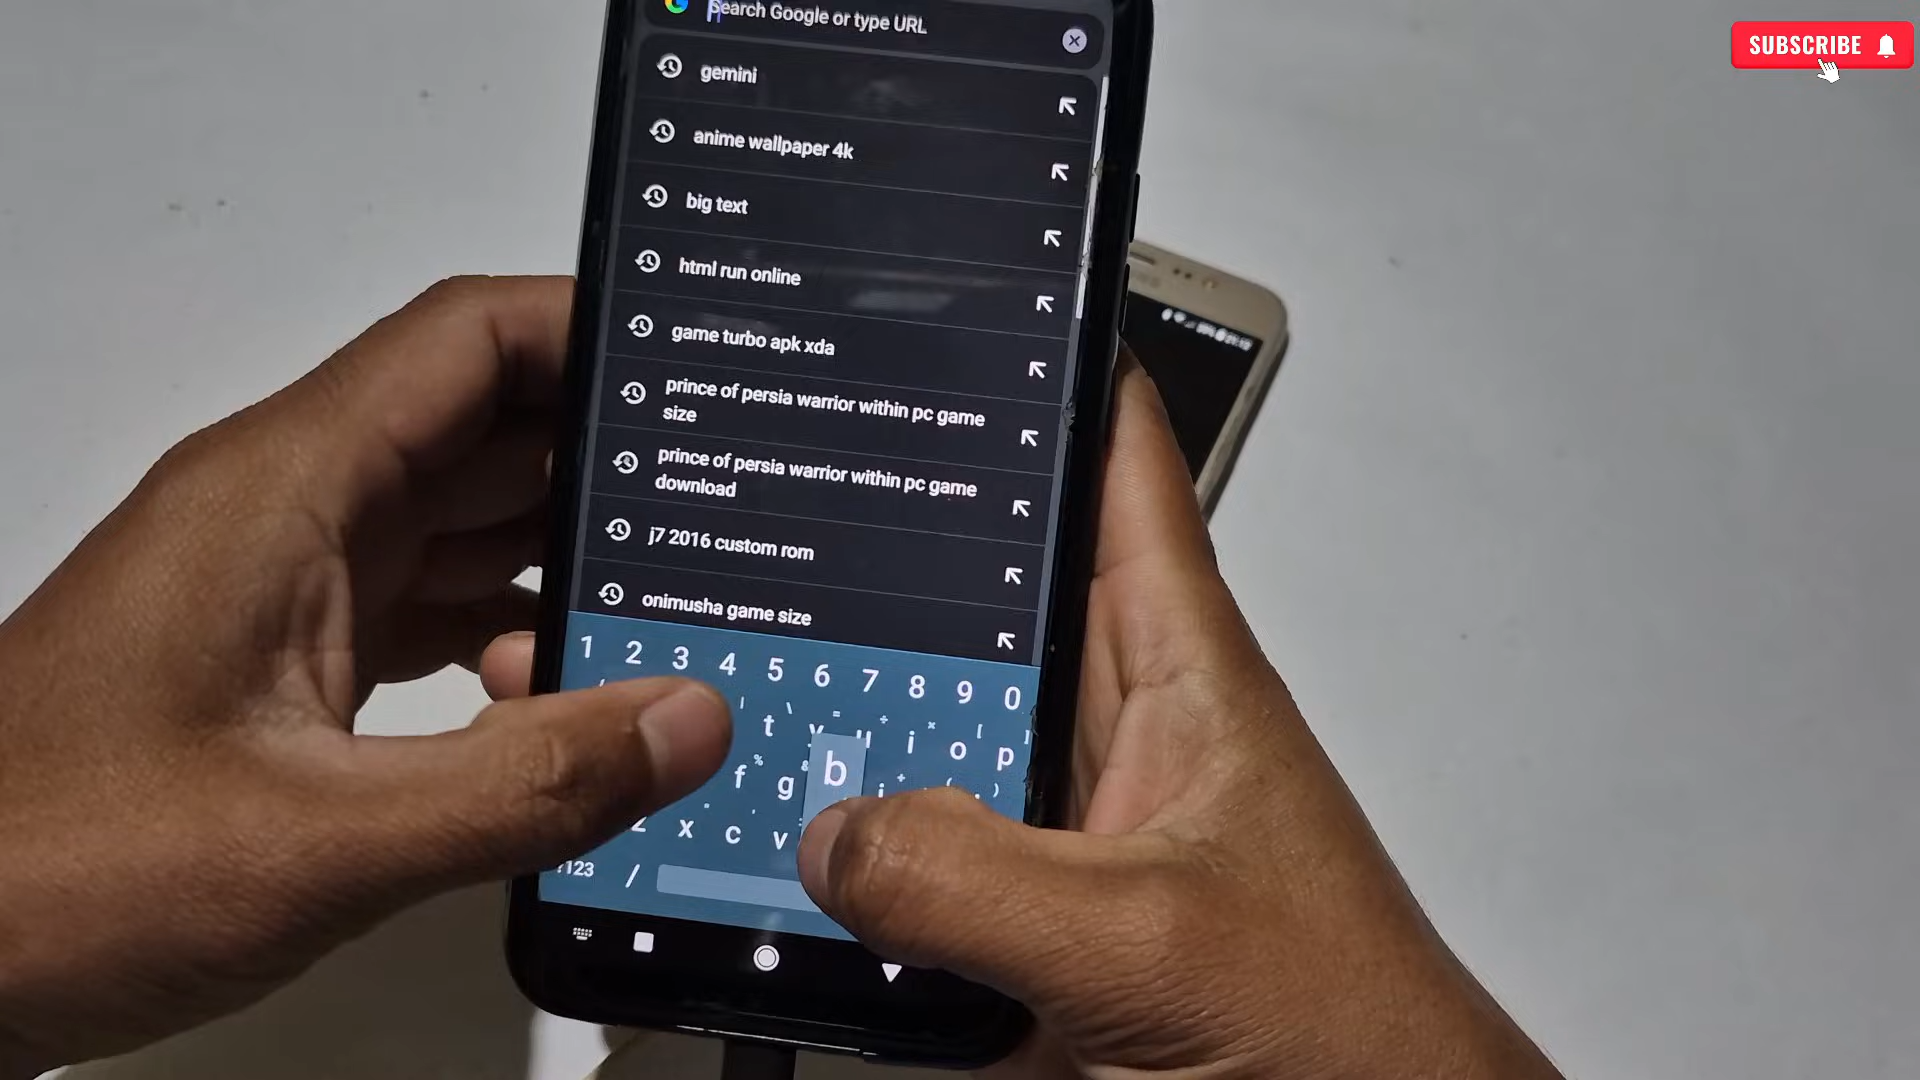 SUBSCRIBE
Search Google or type URL
gemini
anime wallpaper 4k
big text
html run online
game turbo apk xda
prince of persia warrior within pc game
size
prince of persia warrior within pc game
download
j7 2016 custom rom
onimusha game size
1 2 3 4 5 6 7 8 9 0
t y u i o p
f g b j
z x c v
?123 /